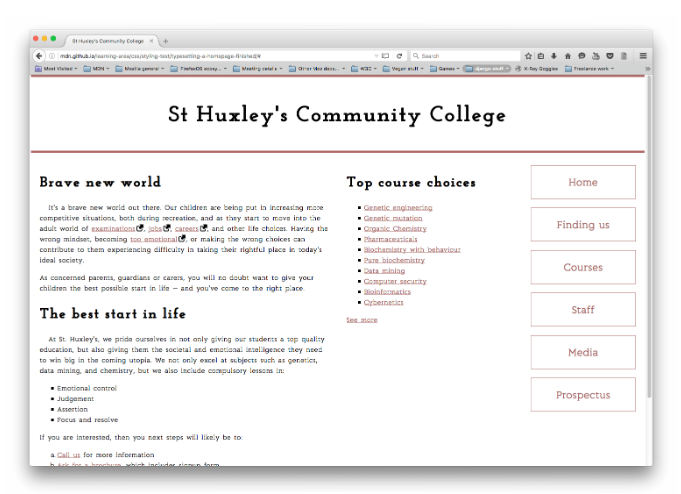 St Huxley's Community College
mdn.github.io/learning-area/css/styling-text/typesetting-a-homepage-finished/#
Search
Most Visited
MDN
Mozilla general
FirefoxOS ecosy...
Meeting details
Other Moz docs...
W3C
Vegan stuff
Games
django stuff
X-Ray Goggles
Freelance work
St Huxley's Community College
Brave new world
It's a brave new world out there. Our children are being put in increasing more
competitive situations, both during recreation, and as they start to move into the
adult world of examinations, jobs, careers, and other life choices. Having the
wrong mindset, becoming too emotional, or making the wrong choices can
contribute to them experiencing difficulty in taking their rightful place in today's
ideal society.
As concerned parents, guardians or carers, you will no doubt want to give your
children the best possible start in life — and you've come to the right place.
The best start in life
At St. Huxley's, we pride ourselves in not only giving our students a top quality
education, but also giving them the societal and emotional intelligence they need
to win big in the coming utopia. We not only excel at subjects such as genetics,
data mining, and chemistry, but we also include compulsory lessons in:
Emotional control
Judgement
Assertion
Focus and resolve
If you are interested, then you next steps will likely be to:
a. Call us for more information
b. Ask for a brochure, which includes signup form
Top course choices
Genetic engineering
Genetic mutation
Organic Chemistry
Pharmaceuticals
Biochemistry with behaviour
Pure biochemistry
Data mining
Computer security
Bioinformatics
Cybernetics
See more
Home
Finding us
Courses
Staff
Media
Prospectus